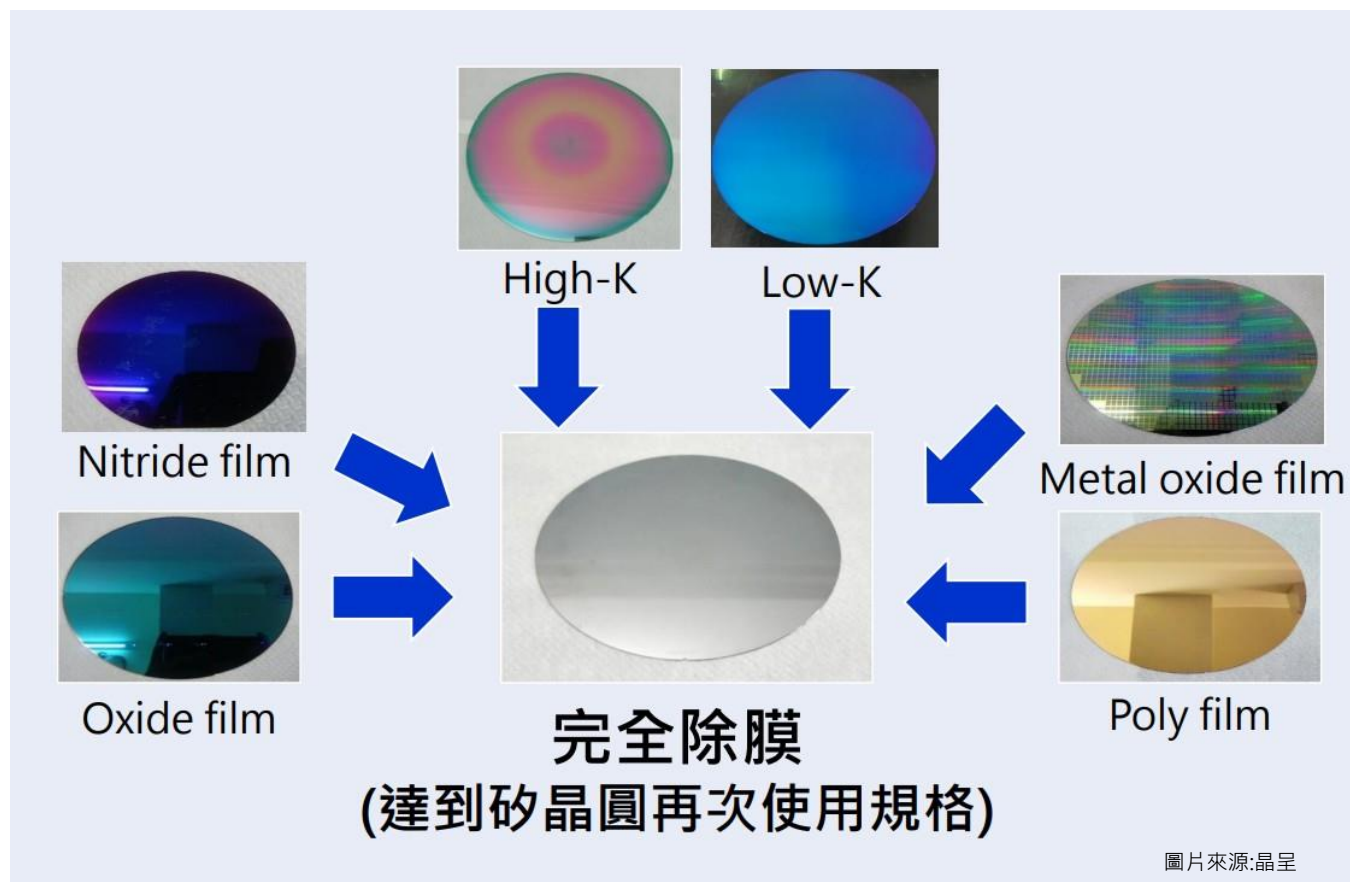 High-K
Low-K
Nitride film
Metal oxide film
Oxide film
Poly film
完全除膜
(達到矽晶圓再次使用規格)
圖片來源:晶呈